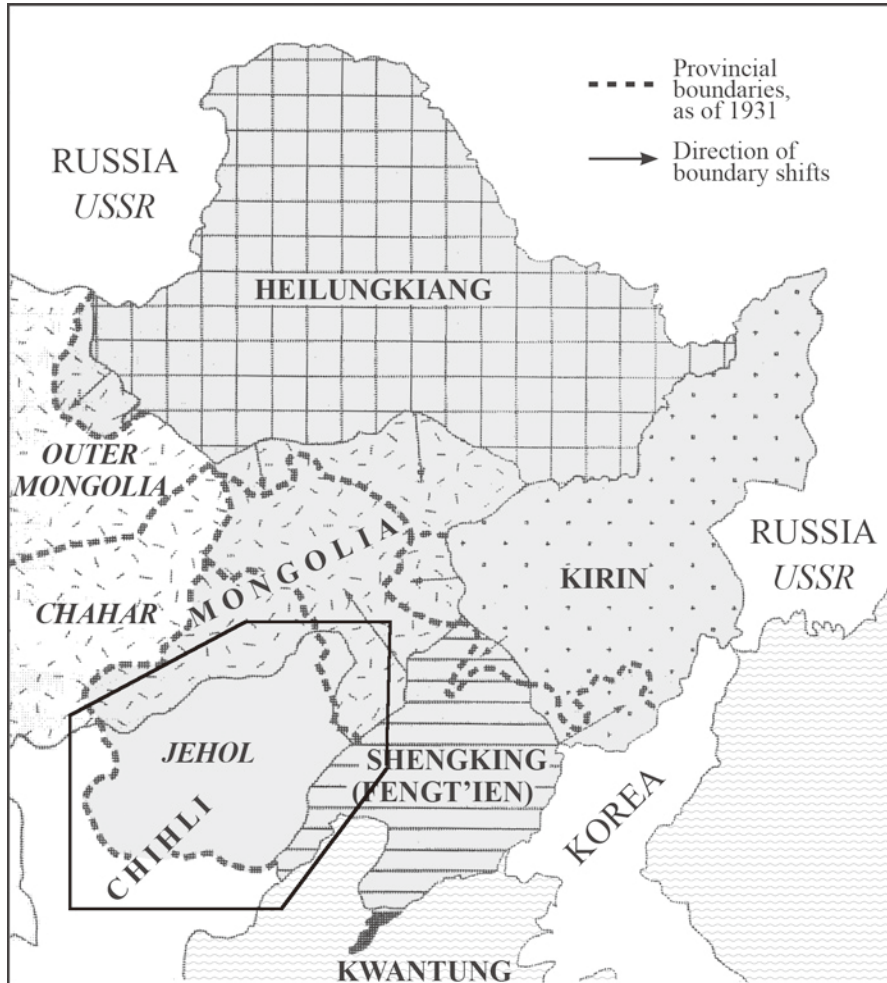 Provincial
boundaries,
as of 1931
Direction of
boundary shifts
RUSSIA
USSR
HEILUNGKIANG
OUTER
MONGOLIA
MONGOLIA
RUSSIA
USSR
KIRIN
CHAHAR
JEHOL
SHENGKING
(FENGT'IEN)
CHIHLI
KOREA
KWANTUNG